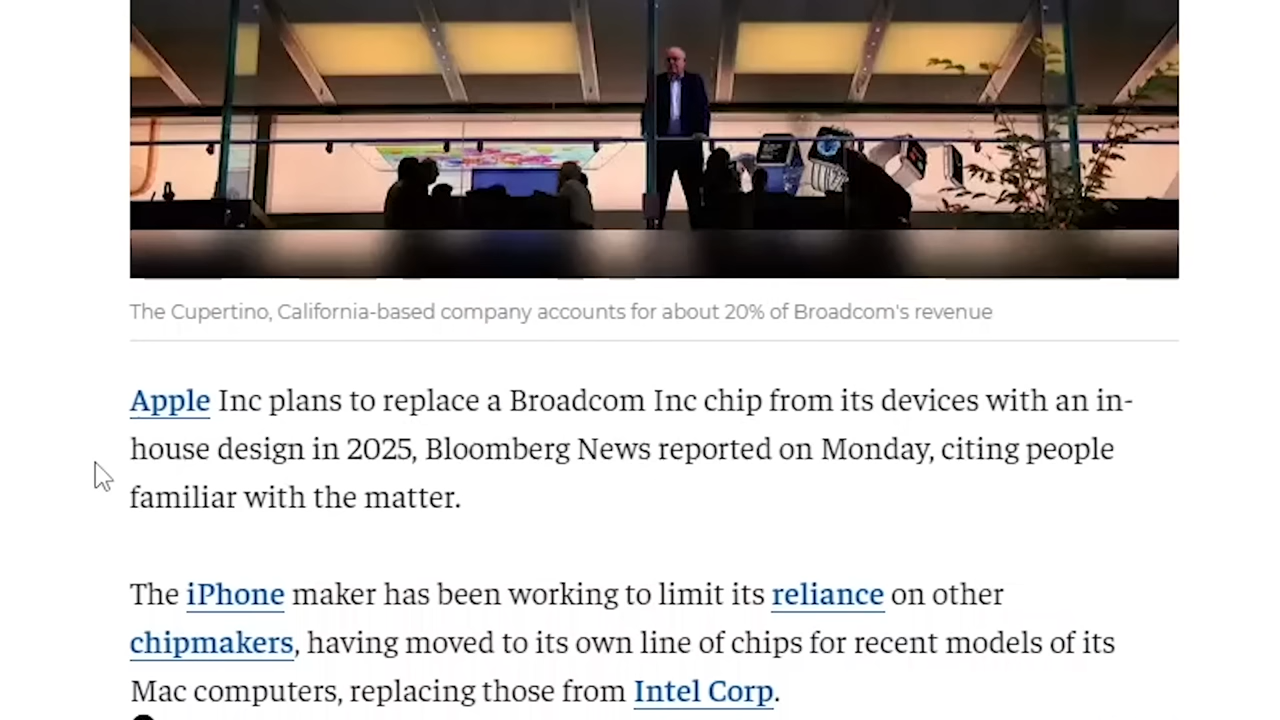 The Cupertino, California-based company accounts for about 20% of Broadcom's revenue
Apple Inc plans to replace a Broadcom Inc chip from its devices with an in-
house design in 2025, Bloomberg News reported on Monday, citing people
familiar with the matter.
The iPhone maker has been working to limit its reliance on other
chipmakers, having moved to its own line of chips for recent models of its
Mac computers, replacing those from Intel Corp.